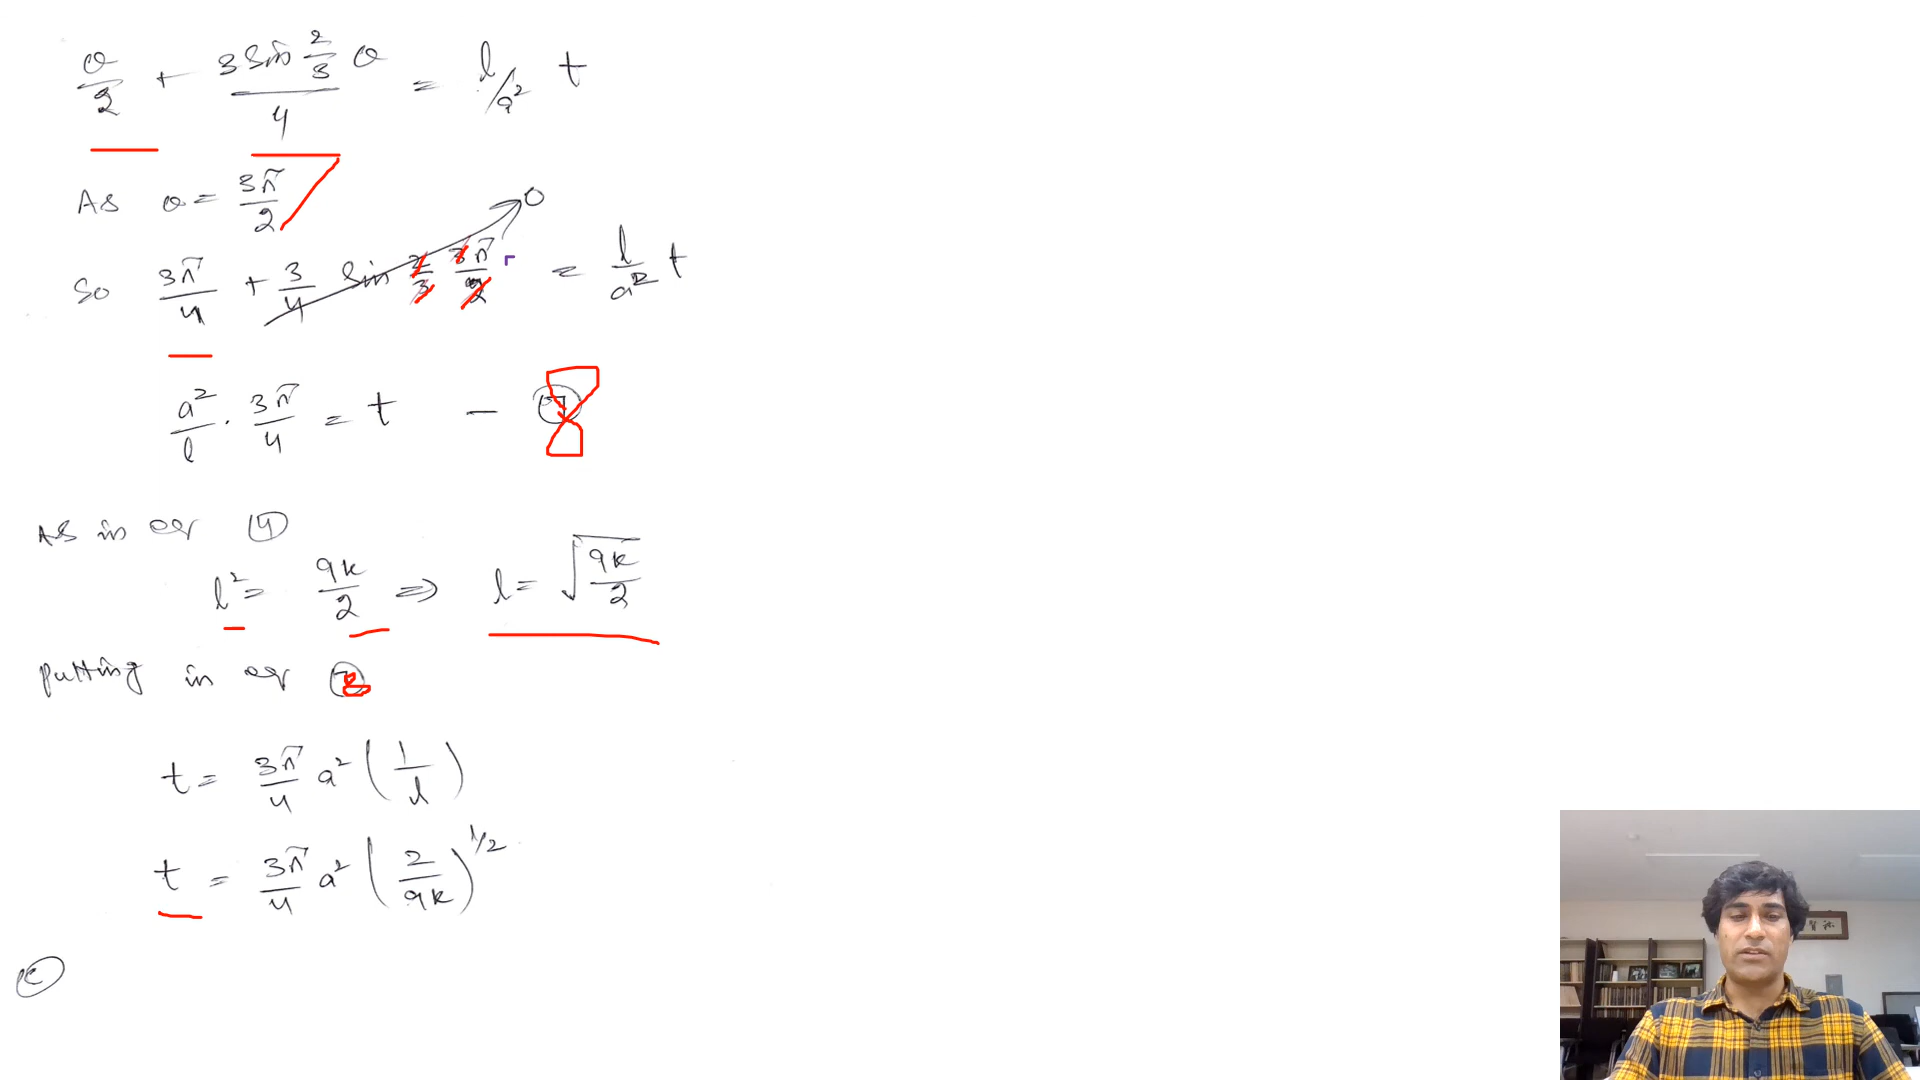 θ/2 + (3 Sin 2/3 θ)/4 = l/a² t
As θ = 3π/2
So 3π/4 + 3/4 Sin 2/3 3π/2 → 0 = l/a² t
a²/l · 3π/4 = t — 8
As in eq ④
l² = 9k/2 ⇒ l = √(9k/2)
putting in eq 8
t = 3π/4 a² (1/l)
t = 3π/4 a² (2/9k)^1/2
ⓒ